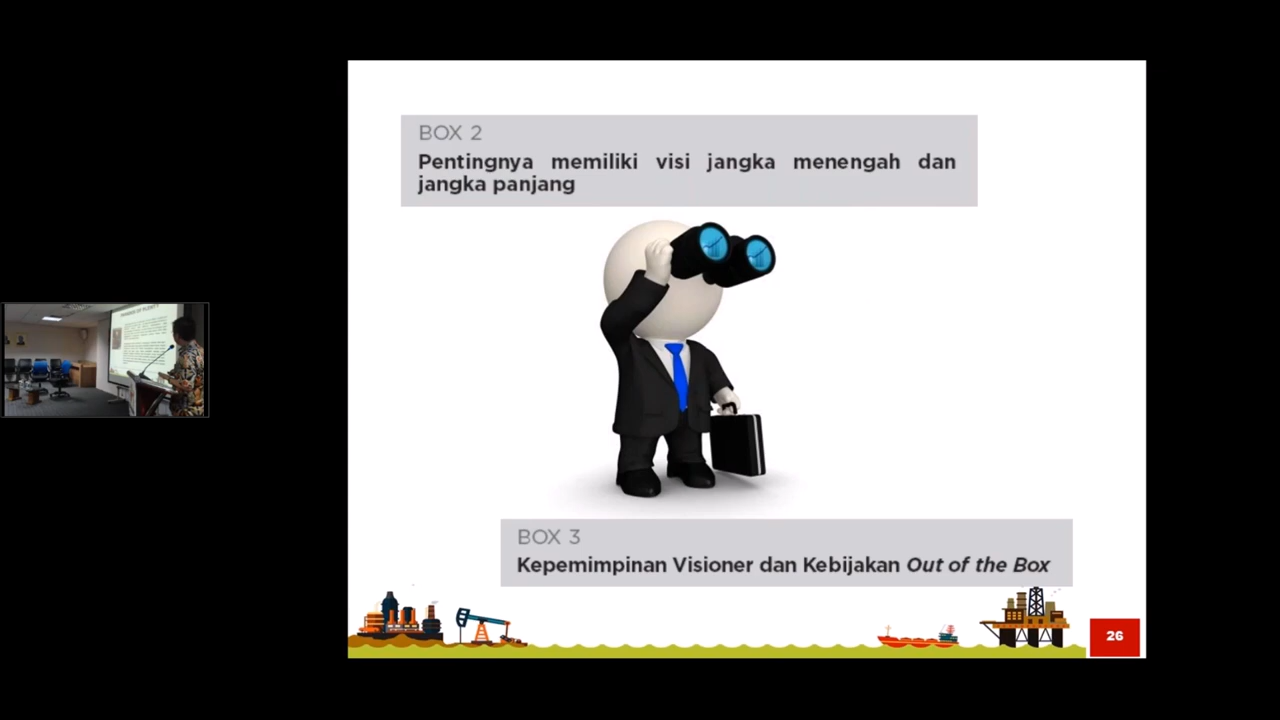 BOX 2
Pentingnya memiliki visi jangka menengah dan
jangka panjang
BOX 3
Kepemimpinan Visioner dan Kebijakan Out of the Box
26